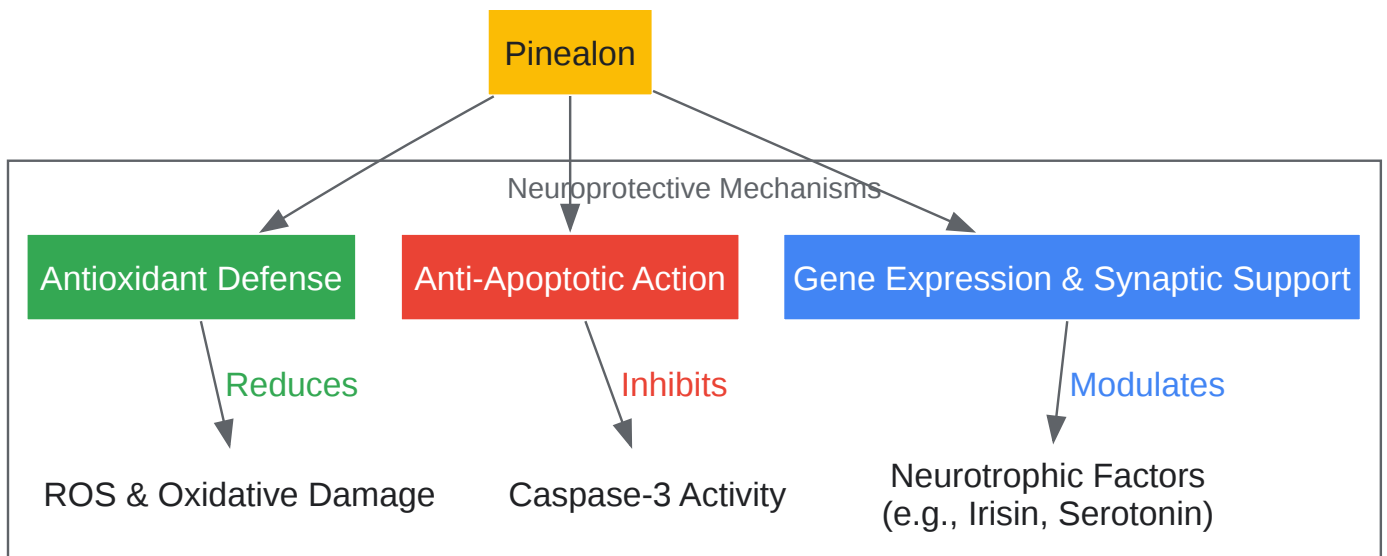 Pinealon
Neuroprotective Mechanisms
Antioxidant Defense
Anti-Apoptotic Action
Gene Expression & Synaptic Support
Reduces
Inhibits
Modulates
ROS & Oxidative Damage
Caspase-3 Activity
Neurotrophic Factors
(e.g., Irisin, Serotonin)